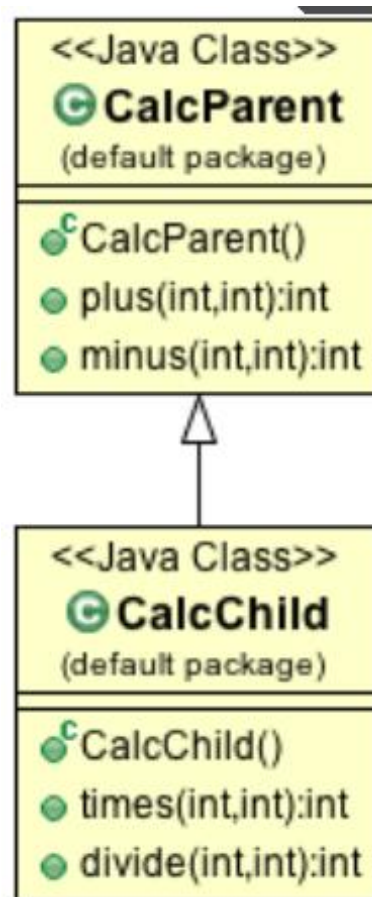 <<Java Class>>
CalcParent
(default package)
CalcParent()
plus(int,int):int
minus(int,int):int
<<Java Class>>
CalcChild
(default package)
CalcChild()
times(int,int):int
divide(int,int):int